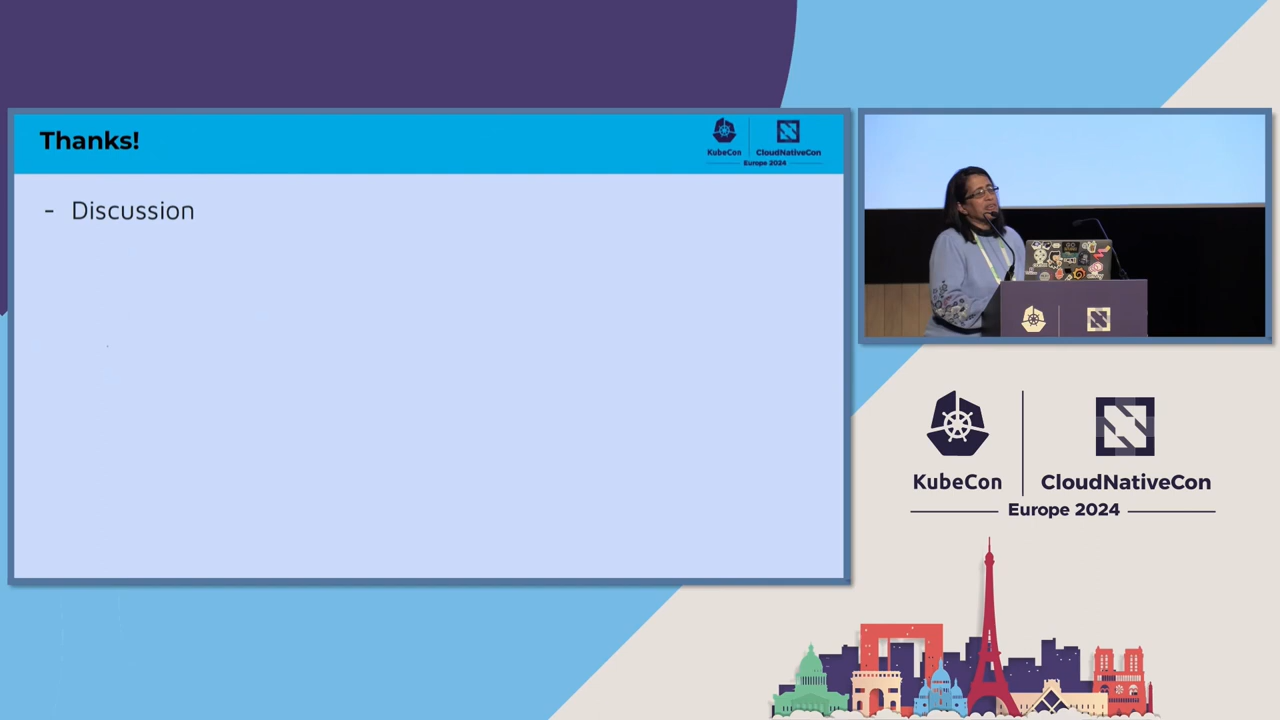 Thanks!
KubeCon
CloudNativeCon
Europe 2024
- Discussion
KubeCon
CloudNativeCon
Europe 2024